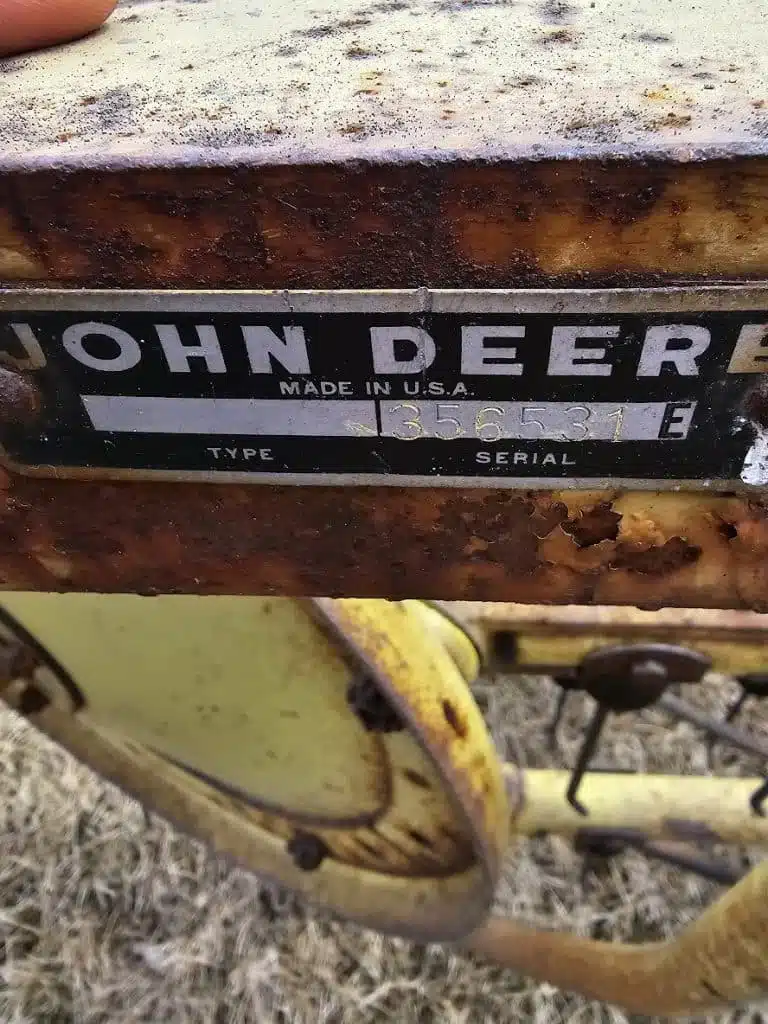 JOHN DEERE
MADE IN U.S.A.
356531 E
TYPE SERIAL